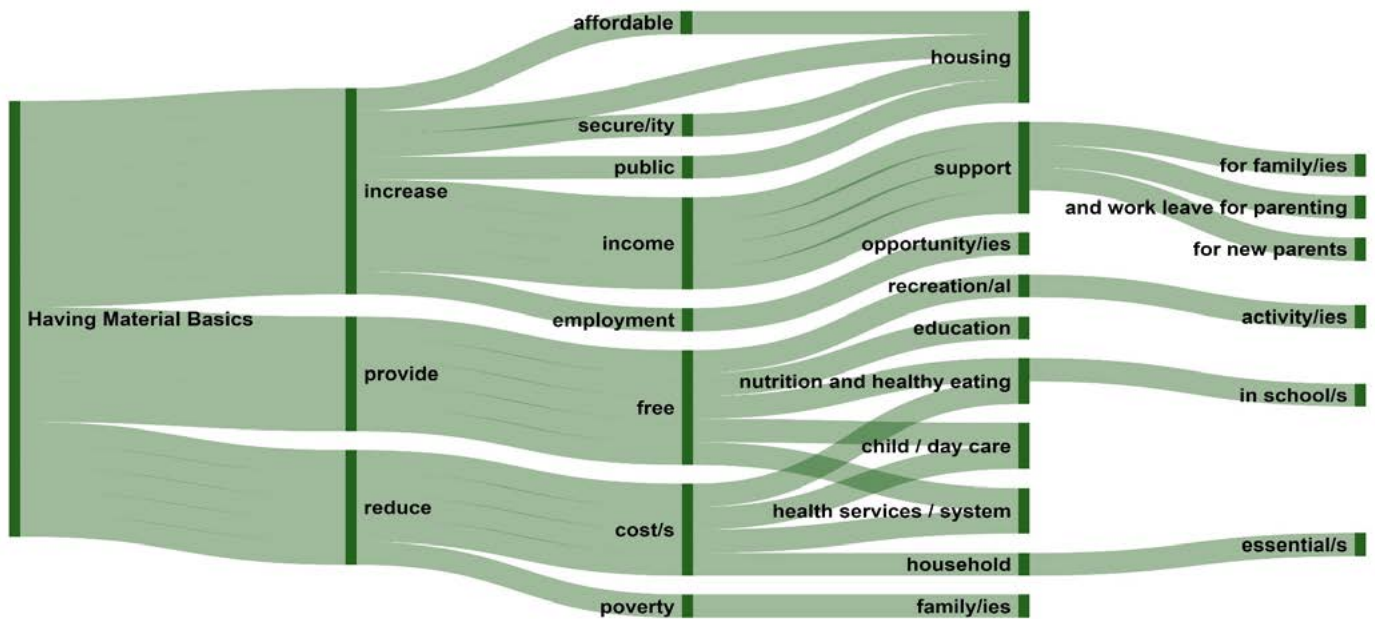 Having Material Basics
increase
provide
reduce
affordable
secure/ity
public
income
employment
free
cost/s
poverty
housing
support
opportunity/ies
recreation/al
education
nutrition and healthy eating
child / day care
health services / system
household
family/ies
for family/ies
and work leave for parenting
for new parents
activity/ies
in school/s
essential/s